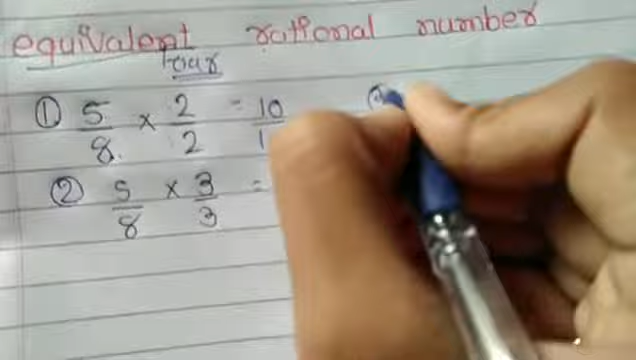 equivalent rational number
Four
① 5/8 × 2/2 = 10/1
② 5/8 × 3/3 =